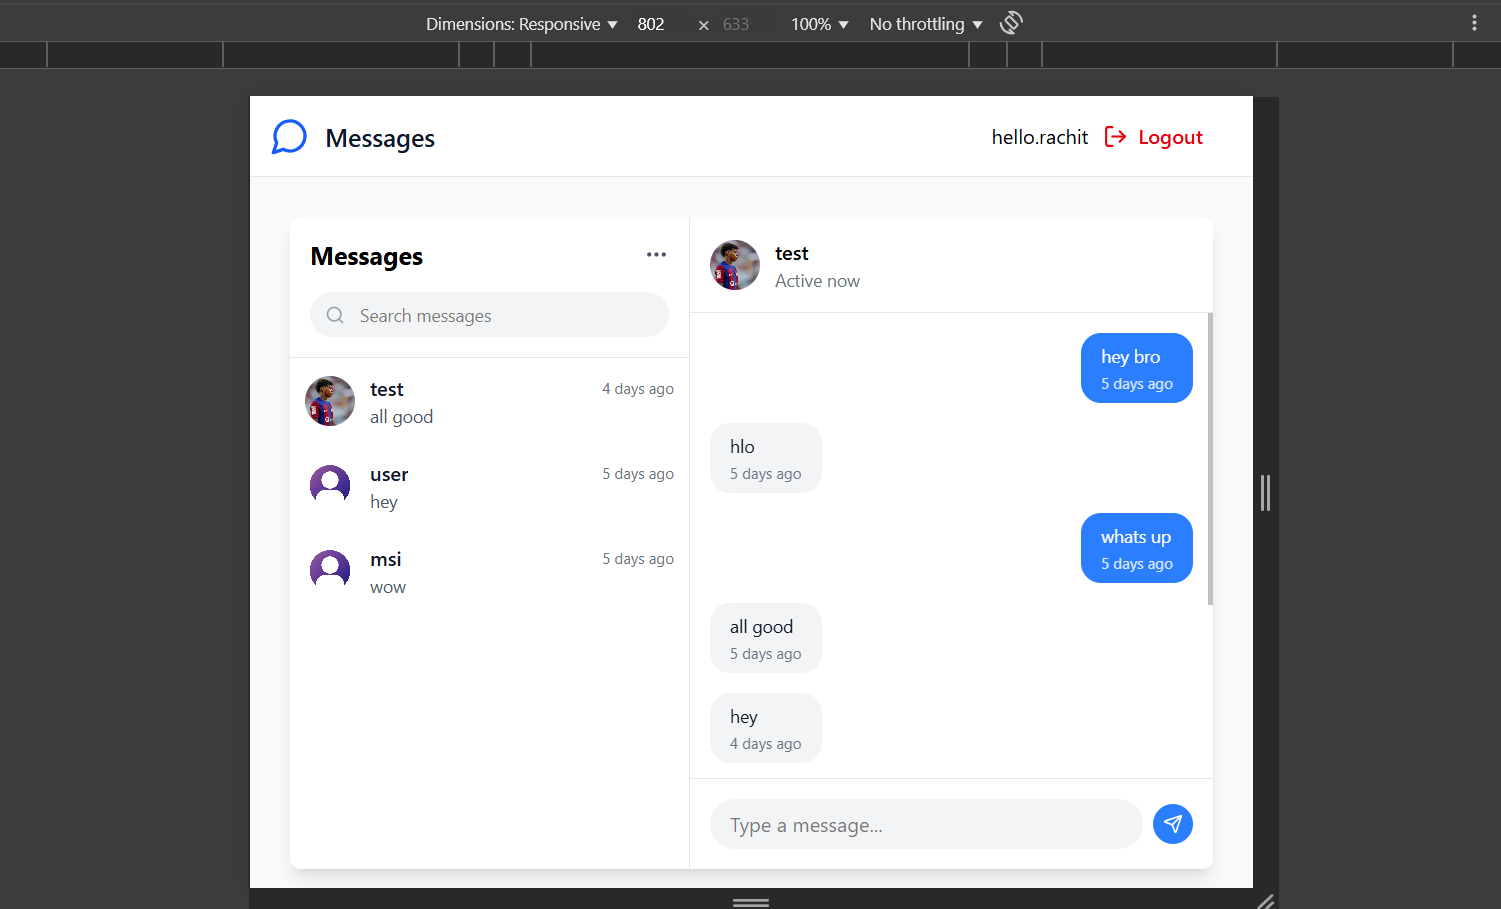 Dimensions: Responsive 802 × 633 100% No throttling
Messages
hello.rachit Logout
Messages
Search messages
test 4 days ago
all good
user 5 days ago
hey
msi 5 days ago
wow
test
Active now
hey bro
5 days ago
hlo
5 days ago
whats up
5 days ago
all good
5 days ago
hey
4 days ago
Type a message...